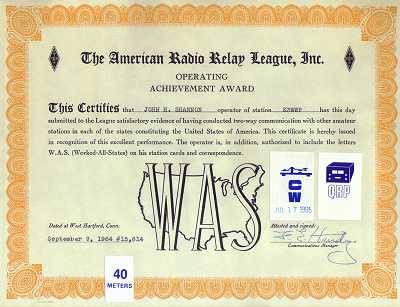 The American Radio Relay League, Inc.
OPERATING
ACHIEVEMENT AWARD
This Certifies that JOHN H. SHANNON operator of station has this day
submitted to the League satisfactory evidence of having conducted two-way communication with other amateur
stations in each of the states constituting the United States of America. This certificate is hereby issued
in recognition of this excellent performance. The operator is, in addition, authorized to include the letters
W.A.S. (Worked-All-States) on his station cards and correspondence.
WAS
CW
JUL 17 1995
QRP
Dated at West Hartford, Conn.
September 9, 1964 #15,614
Attested and signed:
Communications Manager
40
METERS